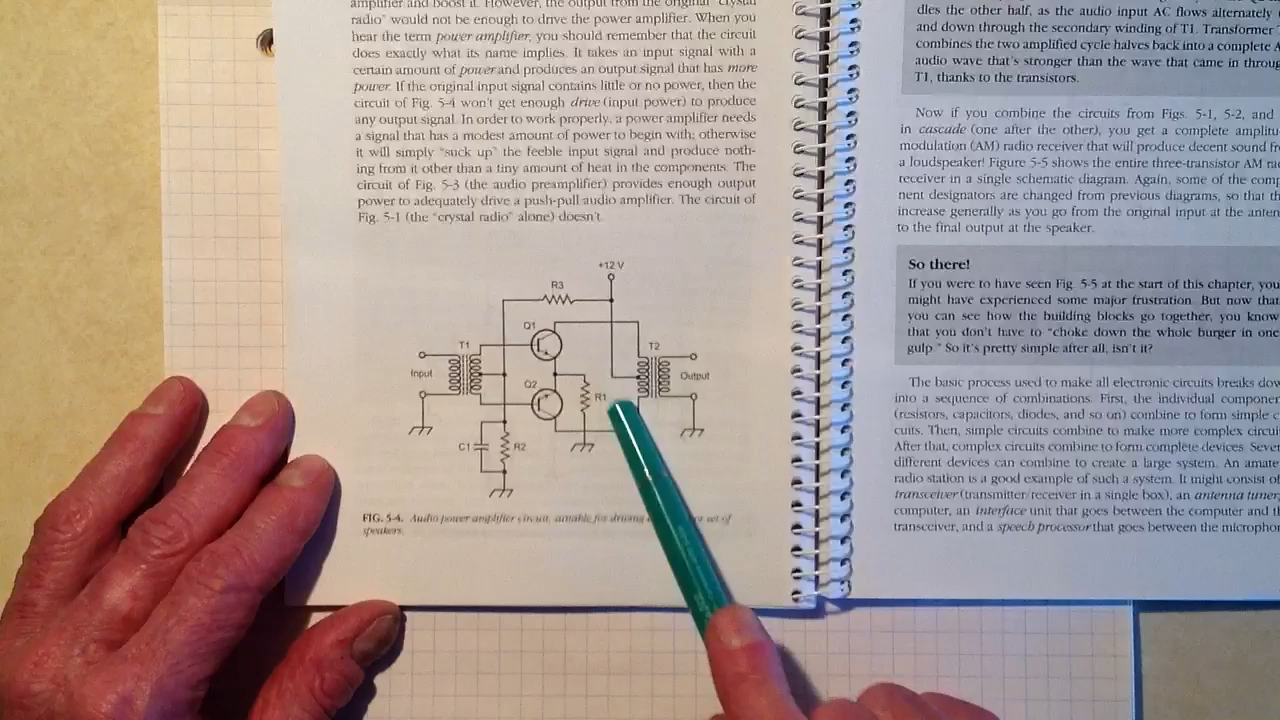 amplifier and boost it. However, the output from the original "crystal
radio" would not be enough to drive the power amplifier. When you
hear the term power amplifier, you should remember that the circuit
does exactly what its name implies. It takes an input signal with a
certain amount of power and produces an output signal that has more
power. If the original input signal contains little or no power, then the
circuit of Fig. 5-4 won't get enough drive (input power) to produce
any output signal. In order to work properly, a power amplifier needs
a signal that has a modest amount of power to begin with; otherwise
it will simply "suck up" the feeble input signal and produce noth-
ing from it other than a tiny amount of heat in the components. The
circuit of Fig. 5-3 (the audio preamplifier) provides enough output
power to adequately drive a push-pull audio amplifier. The circuit of
Fig. 5-1 (the "crystal radio" alone) doesn't.
+12 V
R3
Q1
T1
T2
Input
Output
Q2
R1
C1
R2
FIG. 5-4. Audio power amplifier circuit, suitable for driving or set of
speakers.
dles the other half, as the audio input AC flows alternately
and down through the secondary winding of T1. Transformer
combines the two amplified cycle halves back into a complete
audio wave that's stronger than the wave that came in
T1, thanks to the transistors.
Now if you combine the circuits from Figs. 5-1, 5-2, and
in cascade (one after the other), you get a complete
modulation (AM) radio receiver that will produce decent sound
a loudspeaker! Figure 5-5 shows the entire three-transistor AM
receiver in a single schematic diagram. Again, some of the
nent designators are changed from previous diagrams, so that
increase generally as you go from the original input at the
to the final output at the speaker.
So there!
If you were to have seen Fig. 5-5 at the start of this chapter, you
might have experienced some major frustration. But now that
you can see how the building blocks go together, you know
that you don't have to "choke down the whole burger in one
gulp." So it's pretty simple after all, isn't it?
The basic process used to make all electronic circuits breaks
into a sequence of combinations. First, the individual
(resistors, capacitors, diodes, and so on) combine to form simple
cuits. Then, simple circuits combine to make more complex
After that, complex circuits combine to form complete devices.
different devices can combine to create a large system. An
radio station is a good example of such a system. It might consist
transceiver (transmitter/receiver in a single box), an antenna
computer, an interface unit that goes between the computer and
transceiver, and a speech processor that goes between the